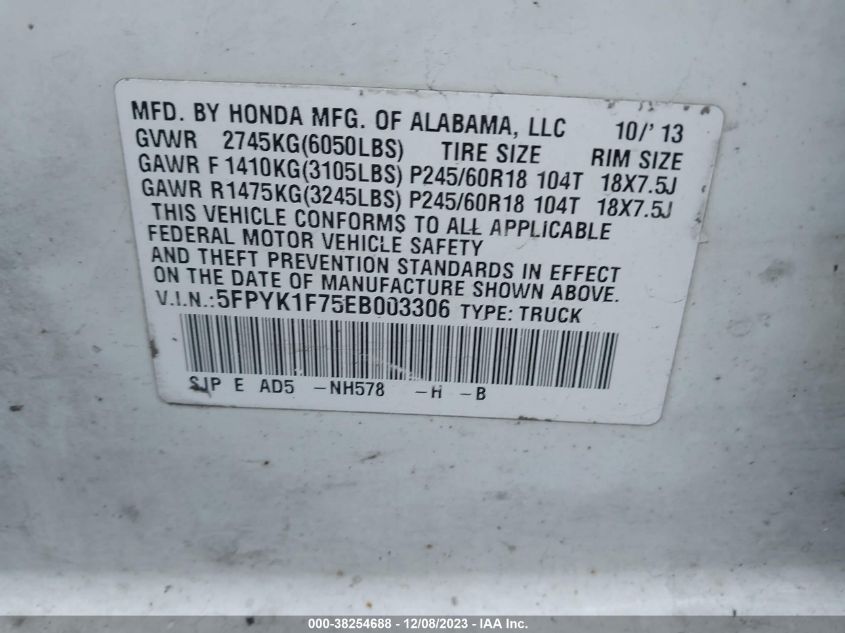 MFD. BY HONDA MFG. OF ALABAMA, LLC 10/'13
GVWR 2745KG(6050LBS) TIRE SIZE RIM SIZE
GAWR F 1410KG(3105LBS) P245/60R18 104T 18X7.5J
GAWR R1475KG(3245LBS) P245/60R18 104T 18X7.5J
THIS VEHICLE CONFORMS TO ALL APPLICABLE
FEDERAL MOTOR VEHICLE SAFETY
AND THEFT PREVENTION STANDARDS IN EFFECT
ON THE DATE OF MANUFACTURE SHOWN ABOVE.
V.I.N.:5FPYK1F75EB003306 TYPE: TRUCK
SJP E AD5 -NH578 -H -B
000-38254688 - 12/08/2023 - IAA Inc.